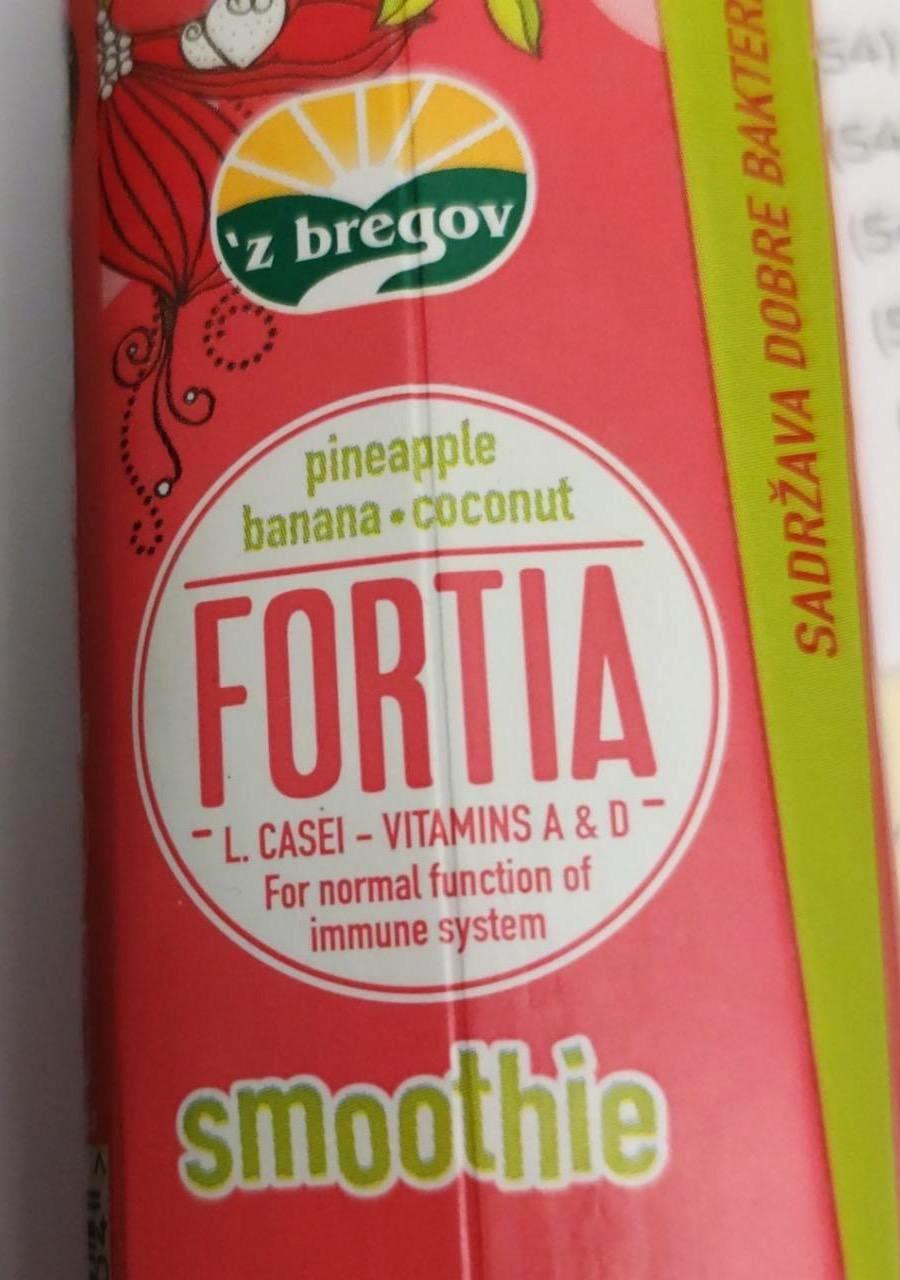 'z bregov
pineapple
banana • coconut
FORTIA
- L. CASEI - VITAMINS A & D -
For normal function of
immune system
smoothie
SADRŽAVA DOBRE